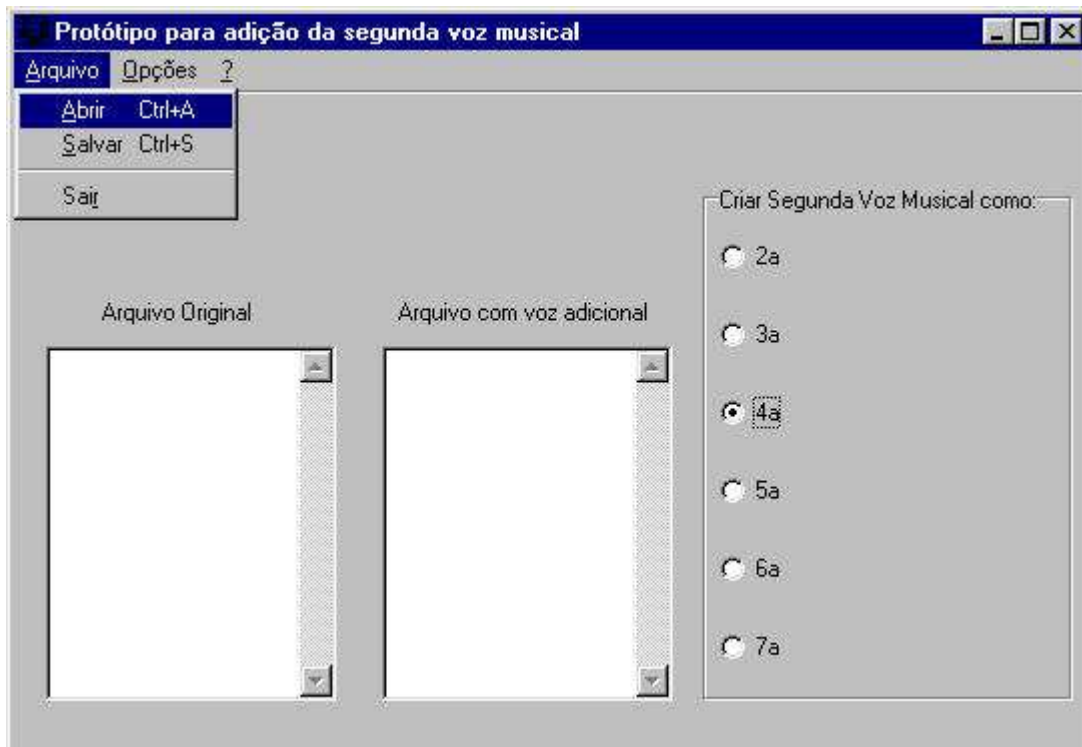 Protótipo para adição da segunda voz musical
Arquivo Opções ?
Abrir Ctrl+A
Salvar Ctrl+S
Sair
Criar Segunda Voz Musical como:
2a
3a
4a
5a
6a
7a
Arquivo Original
Arquivo com voz adicional